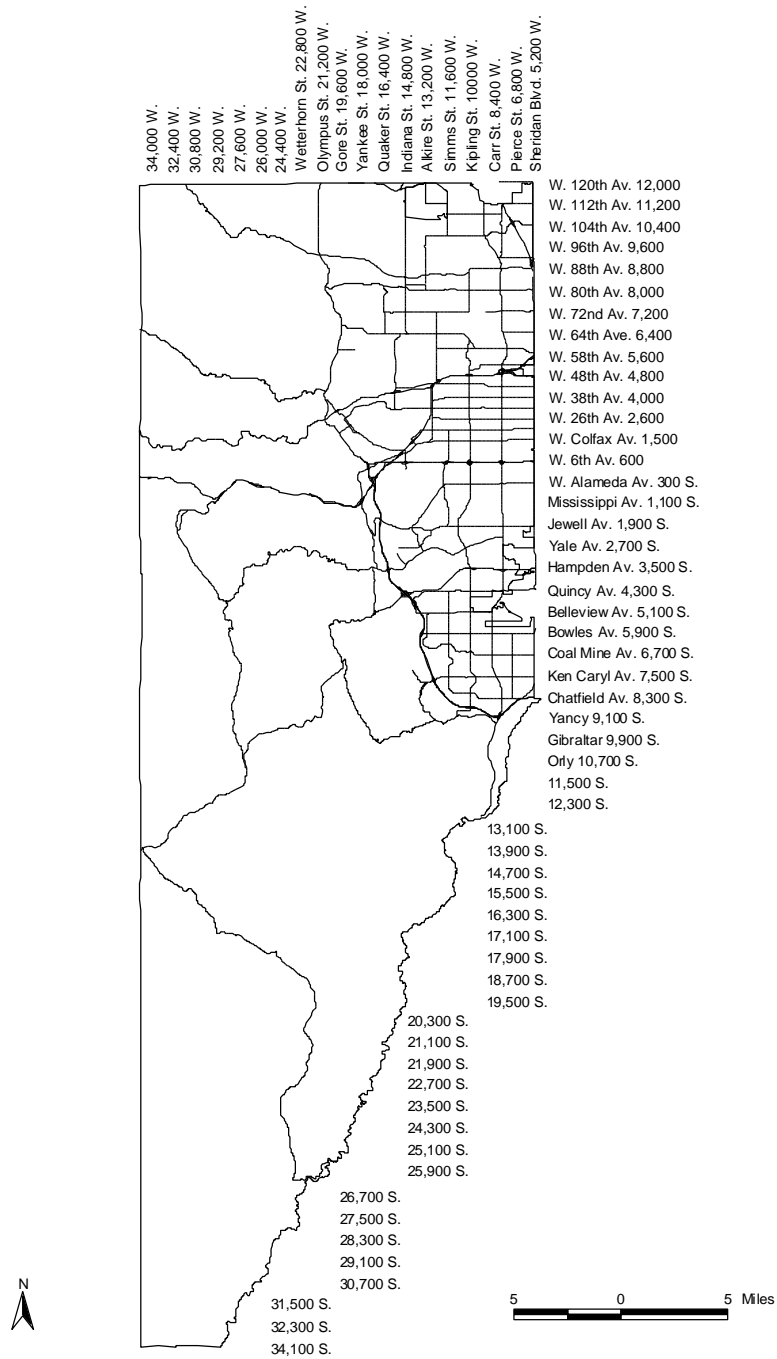 34,000 W.
32,400 W.
30,800 W.
29,200 W.
27,600 W.
26,000 W.
24,400 W.
Wetterhorn St. 22,800 W.
Olympus St. 21,200 W.
Gore St. 19,600 W.
Yankee St. 18,000 W.
Quaker St. 16,400 W.
Indiana St. 14,800 W.
Alkire St. 13,200 W.
Simms St. 11,600 W.
Kipling St. 10000 W.
Carr St. 8,400 W.
Pierce St. 6,800 W.
Sheridan Blvd. 5,200 W.
W. 120th Av. 12,000
W. 112th Av. 11,200
W. 104th Av. 10,400
W. 96th Av. 9,600
W. 88th Av. 8,800
W. 80th Av. 8,000
W. 72nd Av. 7,200
W. 64th Ave. 6,400
W. 58th Av. 5,600
W. 48th Av. 4,800
W. 38th Av. 4,000
W. 26th Av. 2,600
W. Colfax Av. 1,500
W. 6th Av. 600
W. Alameda Av. 300 S.
Mississippi Av. 1,100 S.
Jewell Av. 1,900 S.
Yale Av. 2,700 S.
Hampden Av. 3,500 S.
Quincy Av. 4,300 S.
Belleview Av. 5,100 S.
Bowles Av. 5,900 S.
Coal Mine Av. 6,700 S.
Ken Caryl Av. 7,500 S.
Chatfield Av. 8,300 S.
Yancy 9,100 S.
Gibraltar 9,900 S.
Orly 10,700 S.
11,500 S.
12,300 S.
13,100 S.
13,900 S.
14,700 S.
15,500 S.
16,300 S.
17,100 S.
17,900 S.
18,700 S.
19,500 S.
20,300 S.
21,100 S.
21,900 S.
22,700 S.
23,500 S.
24,300 S.
25,100 S.
25,900 S.
26,700 S.
27,500 S.
28,300 S.
29,100 S.
30,700 S.
31,500 S.
32,300 S.
34,100 S.
N
5 0 5 Miles